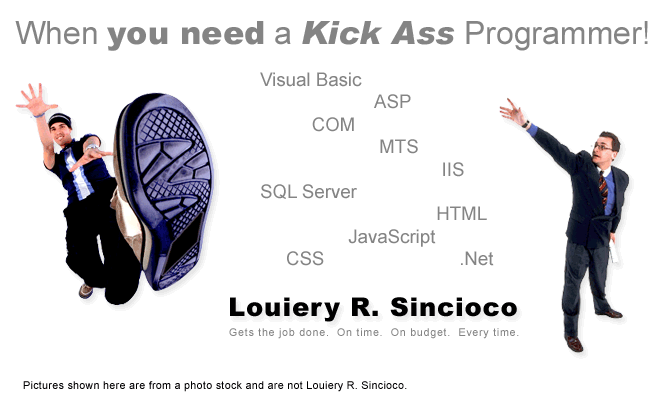 When you need a Kick Ass Programmer!
Visual Basic
ASP
COM
MTS
IIS
SQL Server
HTML
JavaScript
CSS
.Net
Louiery R. Sincioco
Gets the job done. On time. On budget. Every time.
Pictures shown here are from a photo stock and are not Louiery R. Sincioco.